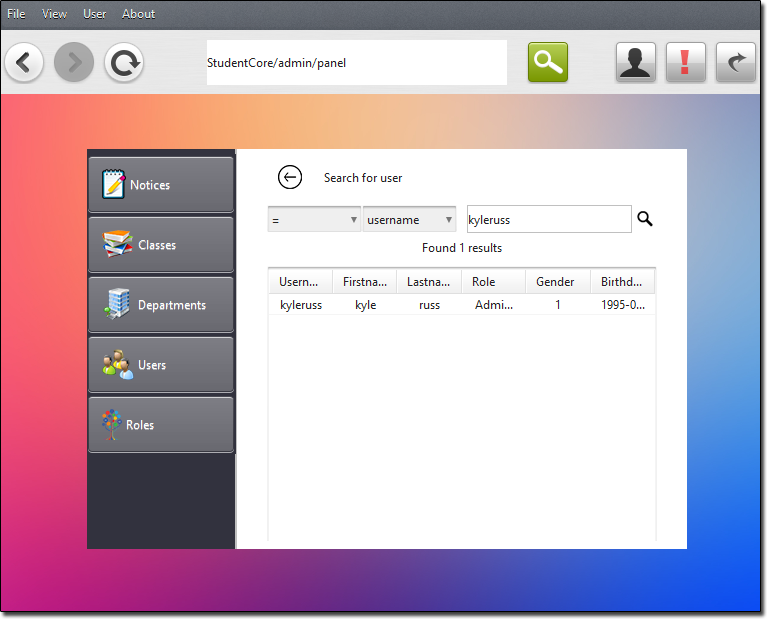 File View User About
StudentCore/admin/panel
Notices
Classes
Departments
Users
Roles
Search for user
= username kyleruss
Found 1 results
Usern... Firstna... Lastna... Role Gender Birthd...
kyleruss kyle russ Admi... 1 1995-0...